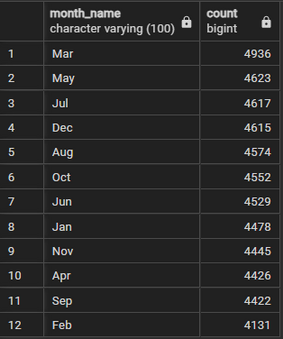 month_name count
character varying (100) bigint
1 Mar 4936
2 May 4623
3 Jul 4617
4 Dec 4615
5 Aug 4574
6 Oct 4552
7 Jun 4529
8 Jan 4478
9 Nov 4445
10 Apr 4426
11 Sep 4422
12 Feb 4131